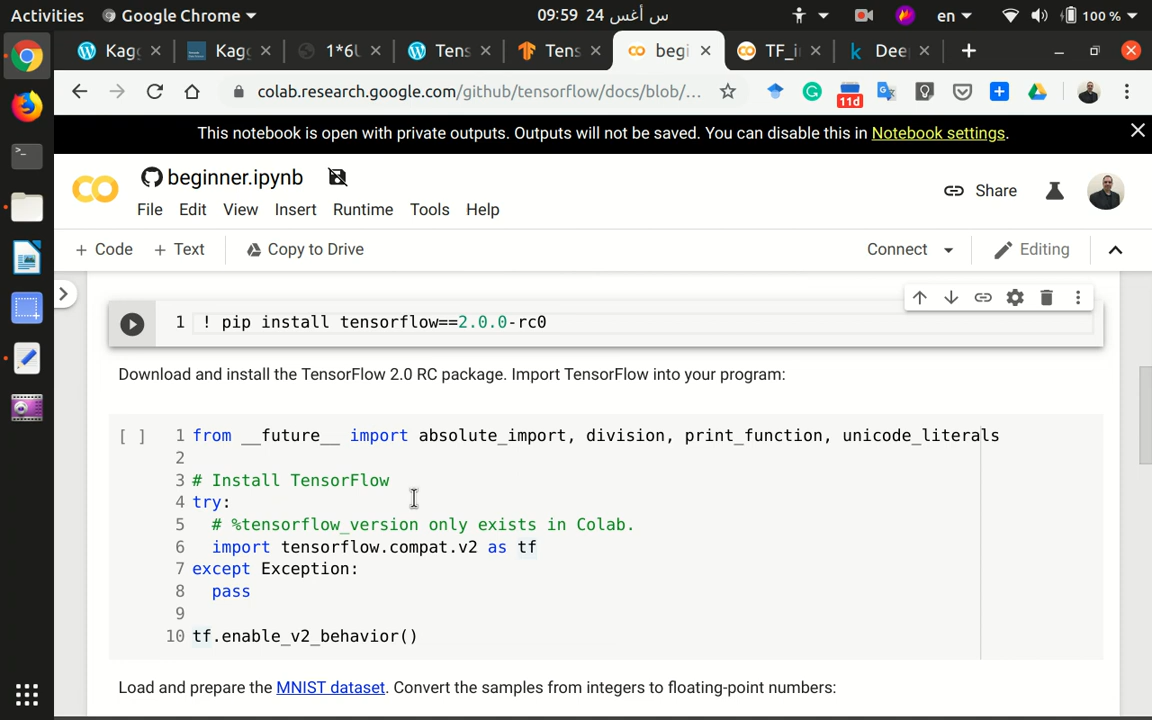 Activities Google Chrome س أغس 24 09:59 en 100 %
Kagg Kagg 1*6L Tens Tens begi TF_i Dee
colab.research.google.com/github/tensorflow/docs/blob/... 11d
This notebook is open with private outputs. Outputs will not be saved. You can disable this in Notebook settings.
beginner.ipynb
Share
File Edit View Insert Runtime Tools Help
+ Code + Text Copy to Drive Connect Editing
1 ! pip install tensorflow==2.0.0-rc0
Download and install the TensorFlow 2.0 RC package. Import TensorFlow into your program:
[ ] 1 from __future__ import absolute_import, division, print_function, unicode_literals
2
3 # Install TensorFlow
4 try:
5 # %tensorflow_version only exists in Colab.
6 import tensorflow.compat.v2 as tf
7 except Exception:
8 pass
9
10 tf.enable_v2_behavior()
Load and prepare the MNIST dataset. Convert the samples from integers to floating-point numbers: